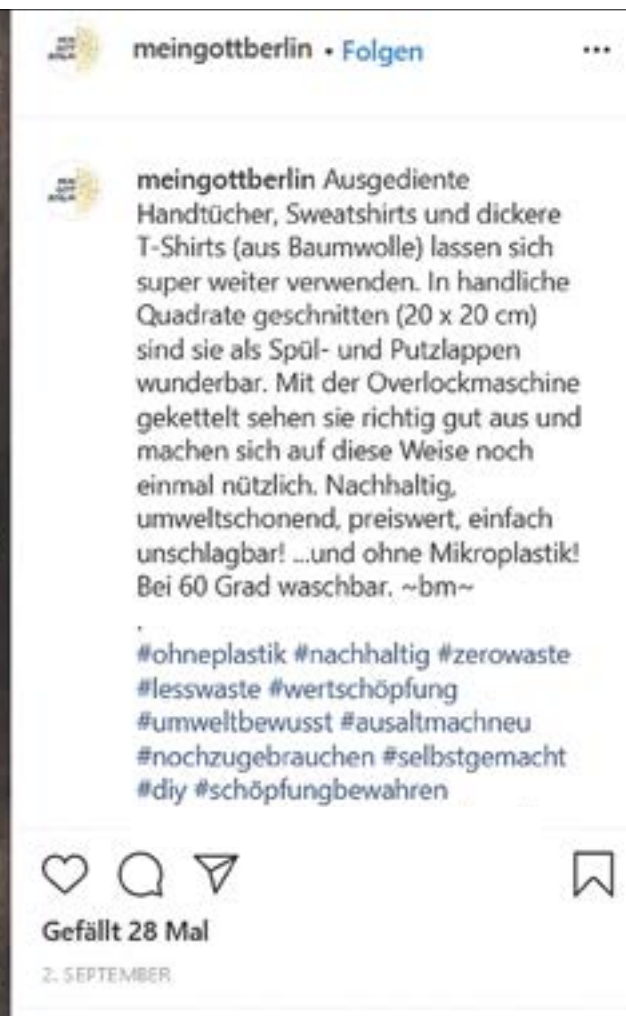 meingottberlin • Folgen
meingottberlin Ausgediente
Handtücher, Sweatshirts und dickere
T-Shirts (aus Baumwolle) lassen sich
super weiter verwenden. In handliche
Quadrate geschnitten (20 x 20 cm)
sind sie als Spül- und Putzlappen
wunderbar. Mit der Overlockmaschine
gekettelt sehen sie richtig gut aus und
machen sich auf diese Weise noch
einmal nützlich. Nachhaltig,
umweltschonend, preiswert, einfach
unschlagbar! ...und ohne Mikroplastik!
Bei 60 Grad waschbar. ~bm~
.
#ohneplastik #nachhaltig #zerowaste
#lesswaste #wertschöpfung
#umweltbewusst #ausaltmachneu
#nochzugebrauchen #selbstgemacht
#diy #schöpfungbewahren
Gefällt 28 Mal
2. SEPTEMBER